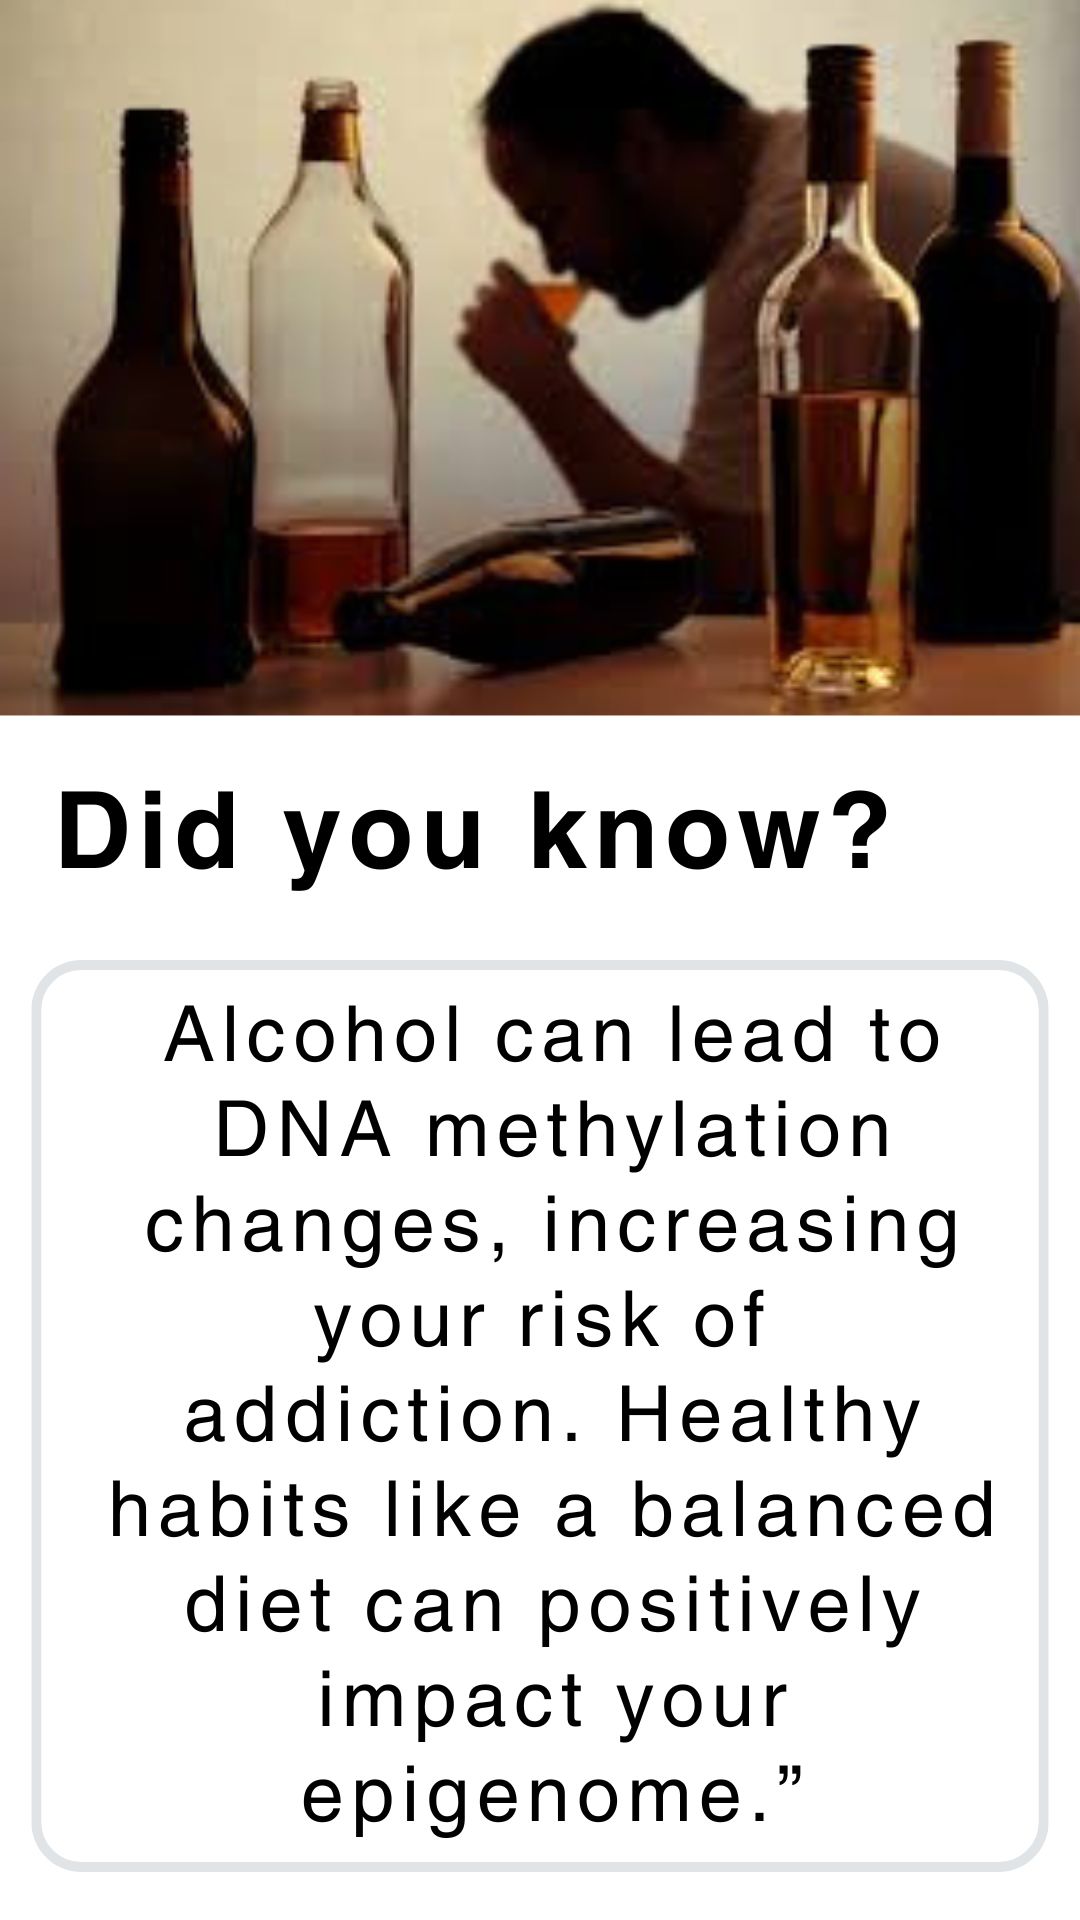 Did you know?
Alcohol can lead to
DNA methylation
changes, increasing
your risk of
addiction. Healthy
habits like a balanced
diet can positively
impact your
epigenome.”